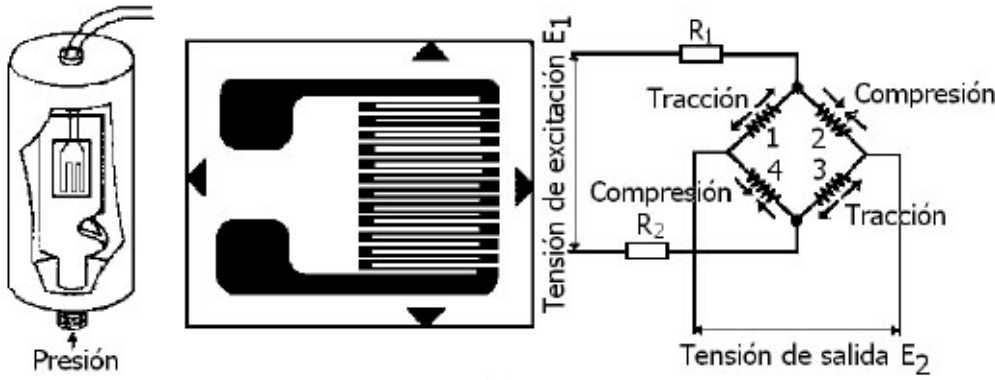 Presión
Tensión de excitación E1
R1
Tracción
Compresión
1
2
4
3
Compresión
Tracción
R2
Tensión de salida E2